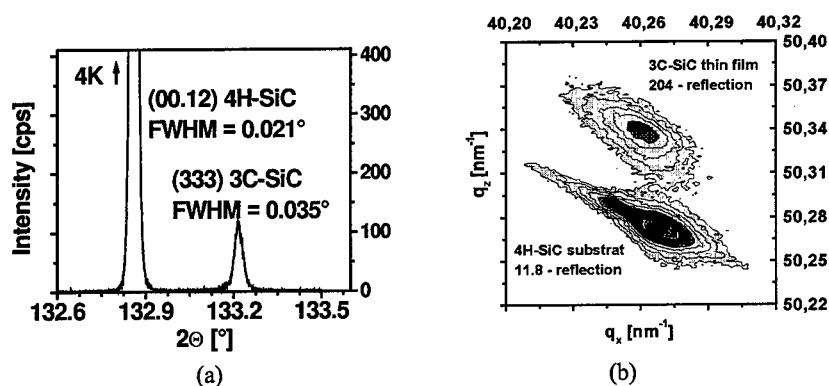 (a)
4K ↑
(00.12) 4H-SiC
FWHM = 0.021°
(333) 3C-SiC
FWHM = 0.035°
400
300
200
100
0
Intensity [cps]
132.6 132.9 133.2 133.5
2Θ [°]
(a)
(b)
40,20 40,23 40,26 40,29 40,32
50,40
50,37
50,34
50,31
50,28
50,25
50,22
3C-SiC thin film
204 - reflection
4H-SiC substrat
11.8 - reflection
q_z [nm⁻¹]
q_x [nm⁻¹]
(b)